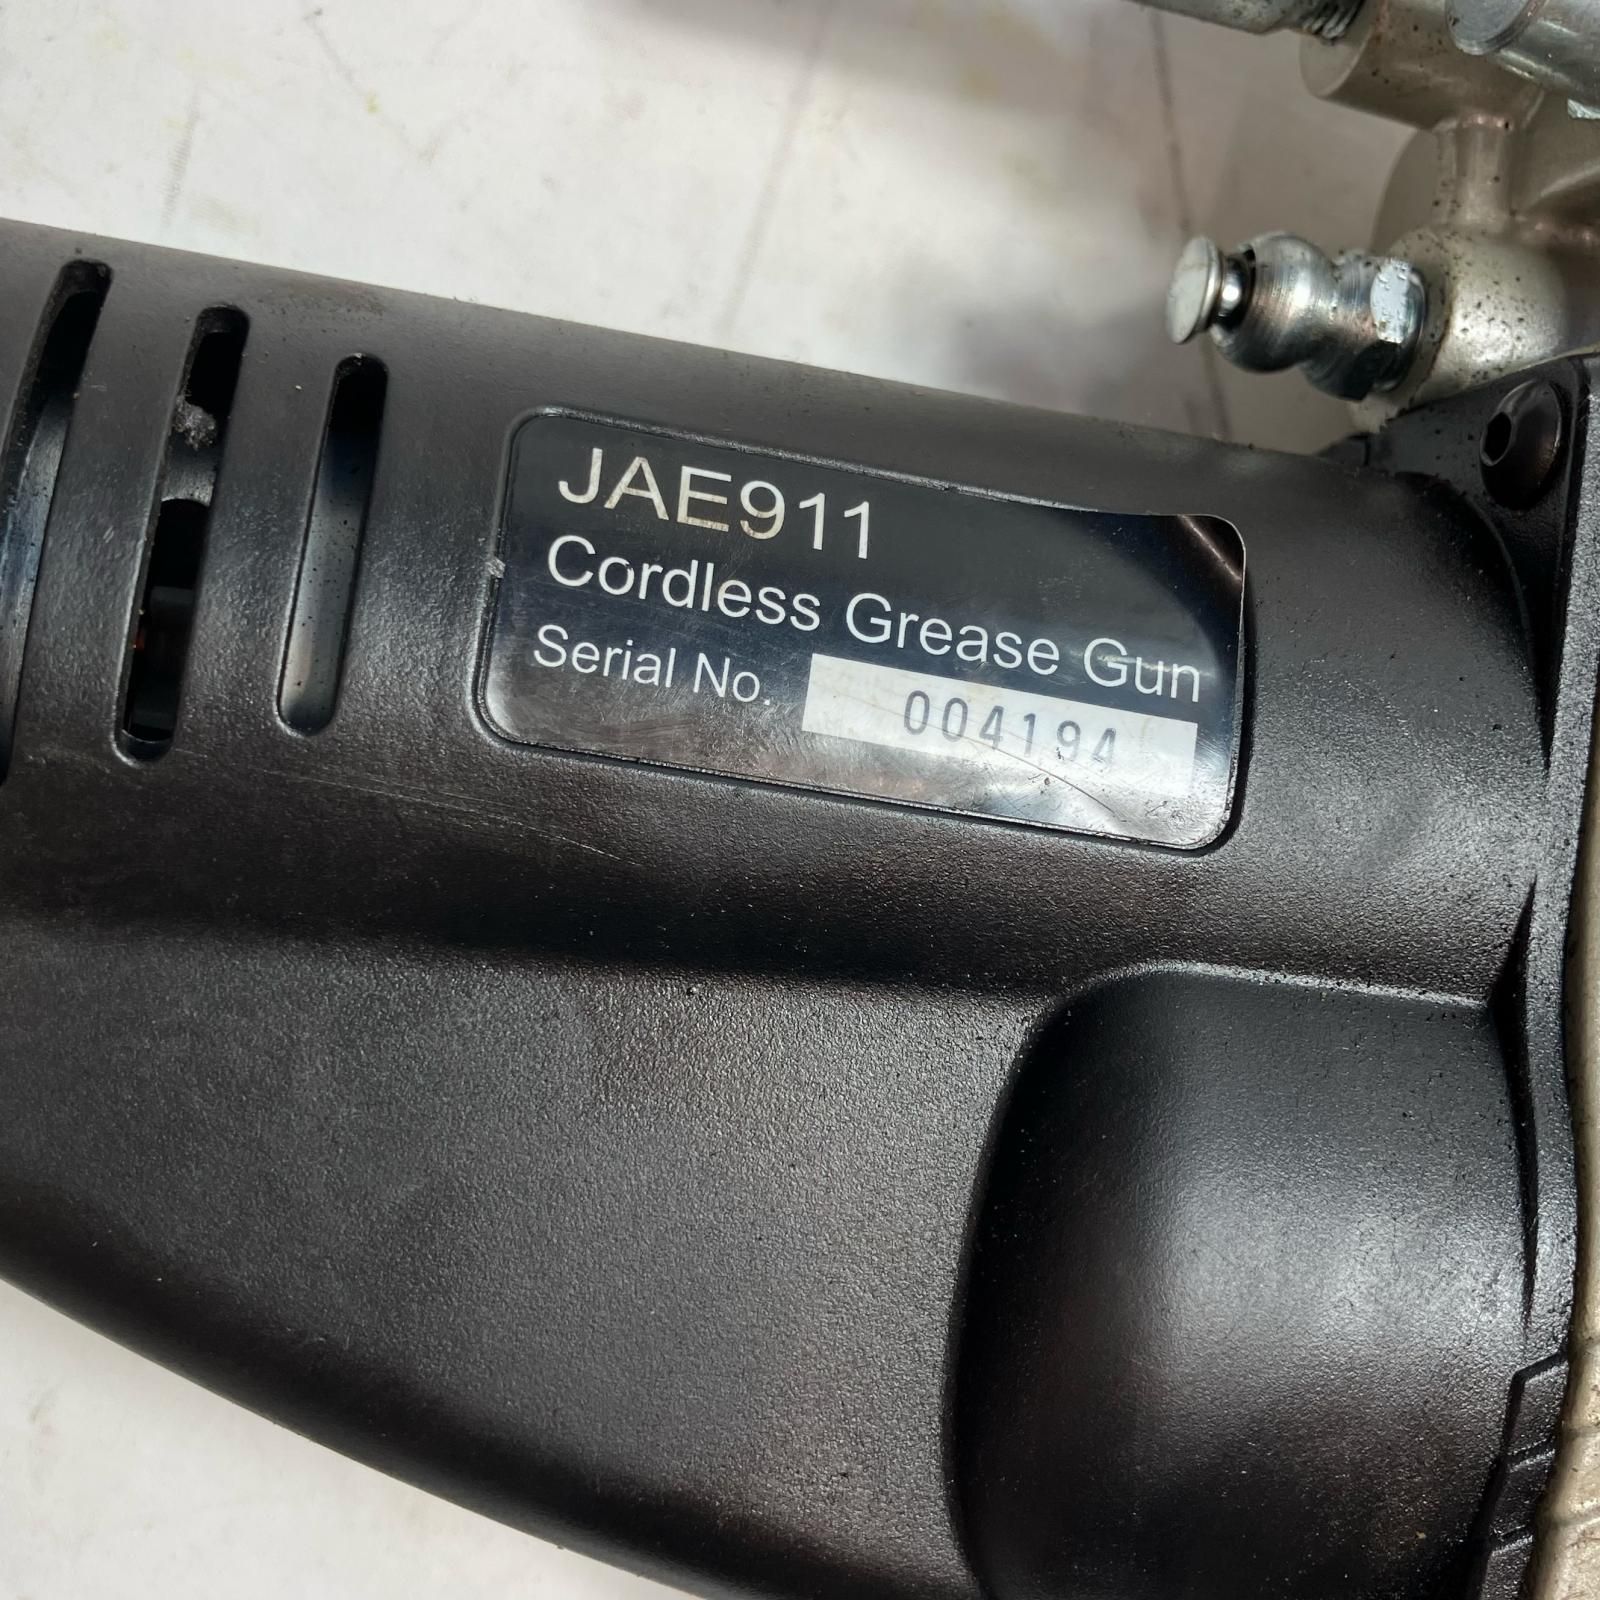 JAE911
Cordless Grease Gun
Serial No. 004194